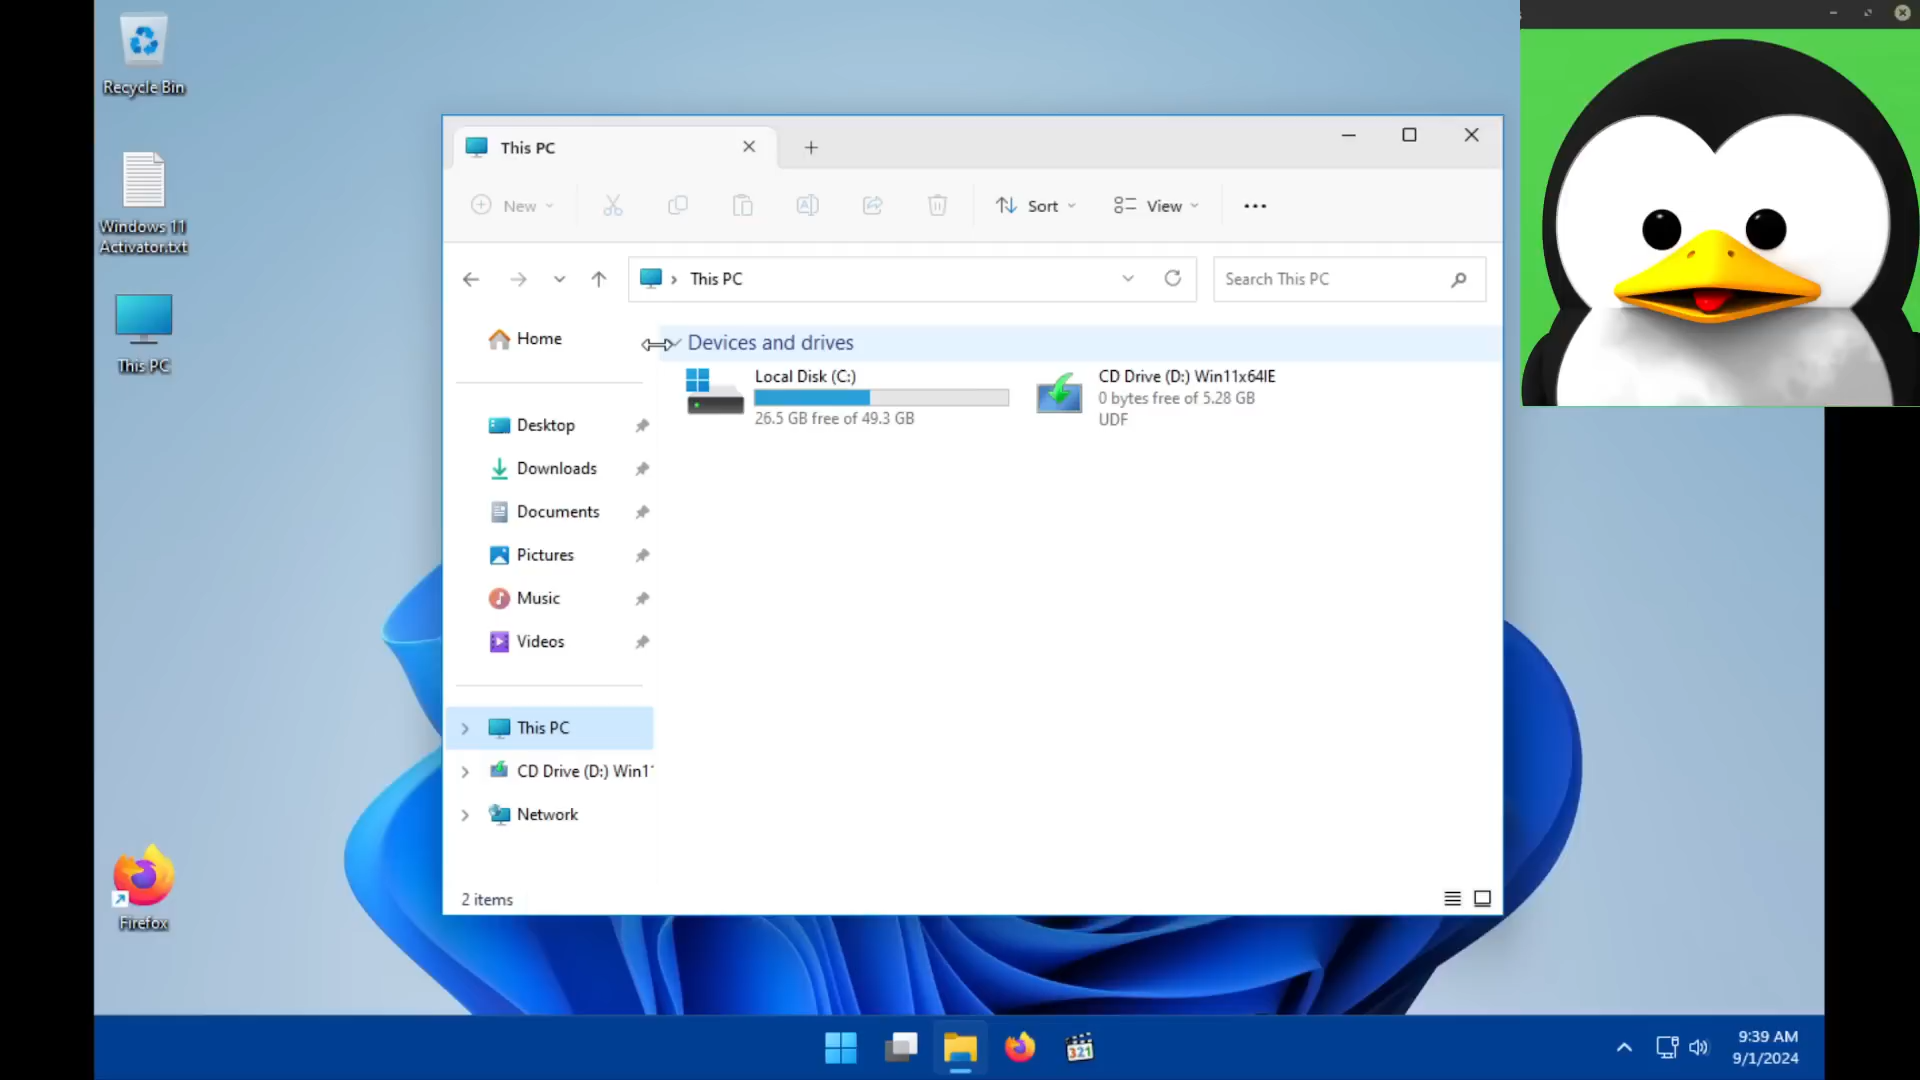 Recycle Bin
Windows 11
Activator.txt
This PC
Firefox
This PC
New
Sort
View
This PC
Search This PC
Home
Desktop
Downloads
Documents
Pictures
Music
Videos
This PC
CD Drive (D:) Win1
Network
Devices and drives
Local Disk (C:)
26.5 GB free of 49.3 GB
CD Drive (D:) Win11x64IE
0 bytes free of 5.28 GB
UDF
2 items
321
9:39 AM
9/1/2024